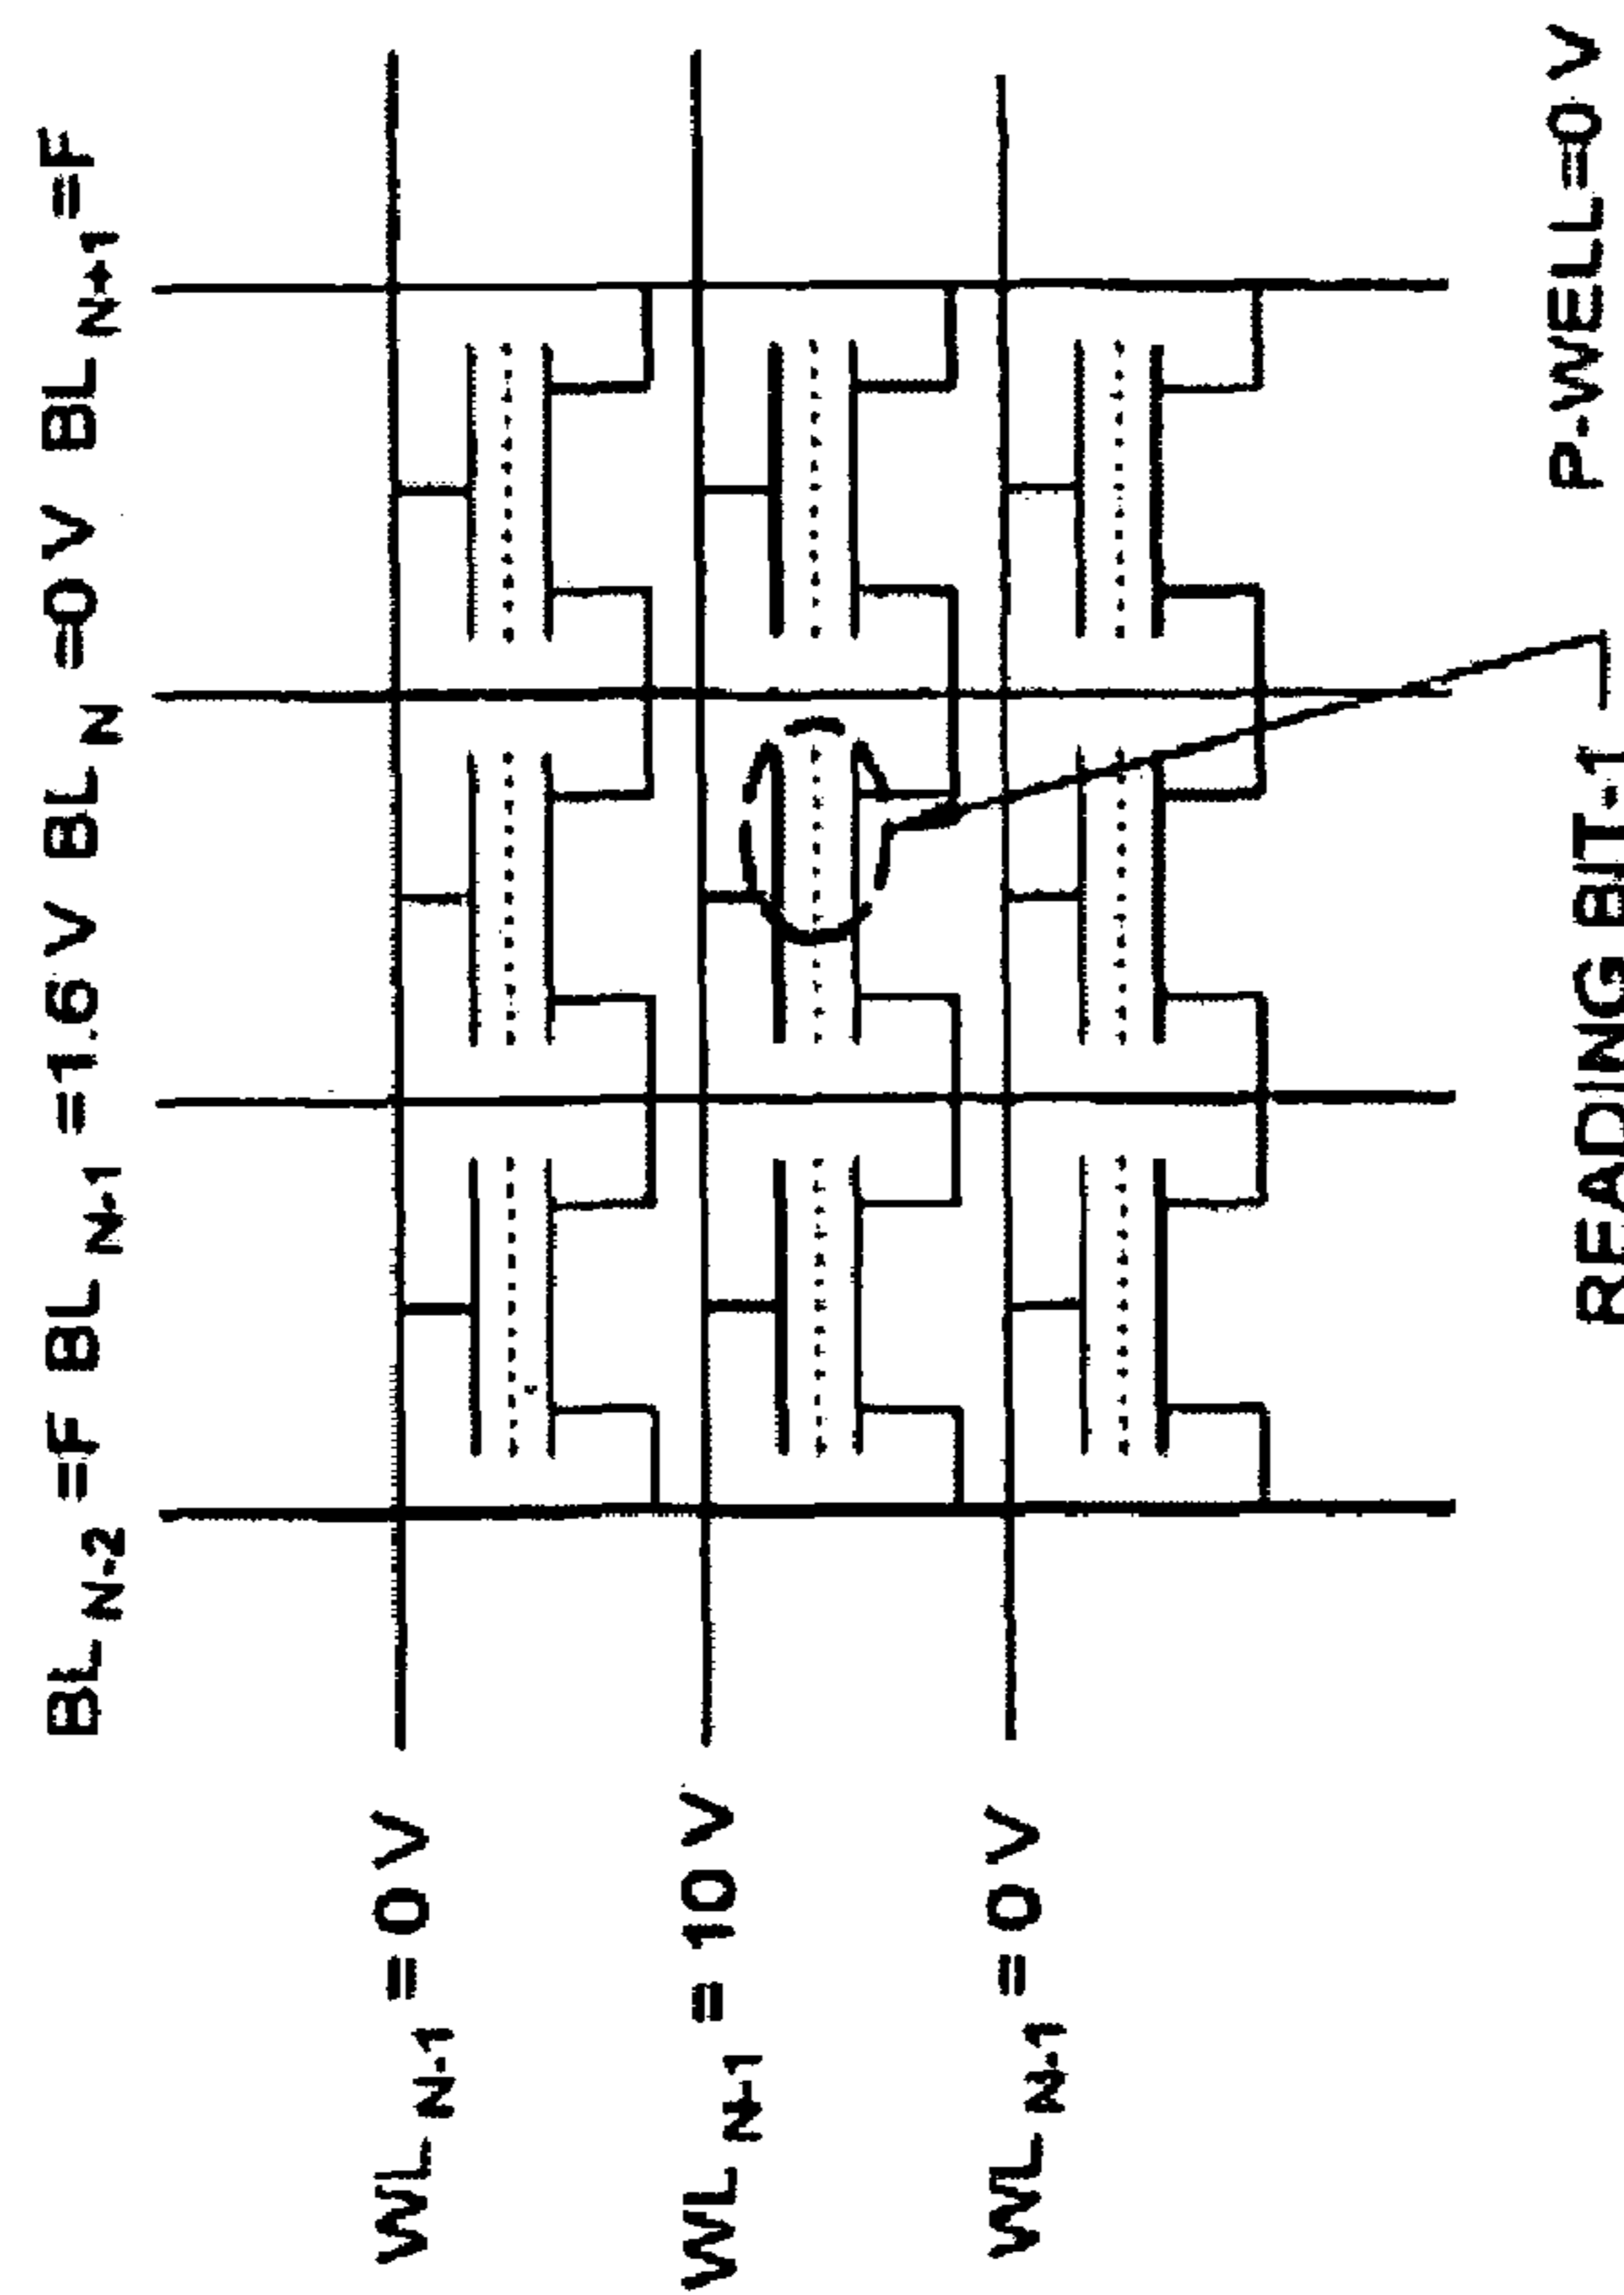 BL N-2 =F BL N-1 =1.6 V BL N =0 V BL N+1 =F
WL N-1 = 0 V
WL N-1 = 10 V
WL N-1 = 0 V
READING BIT-1
P-WELL=0 V